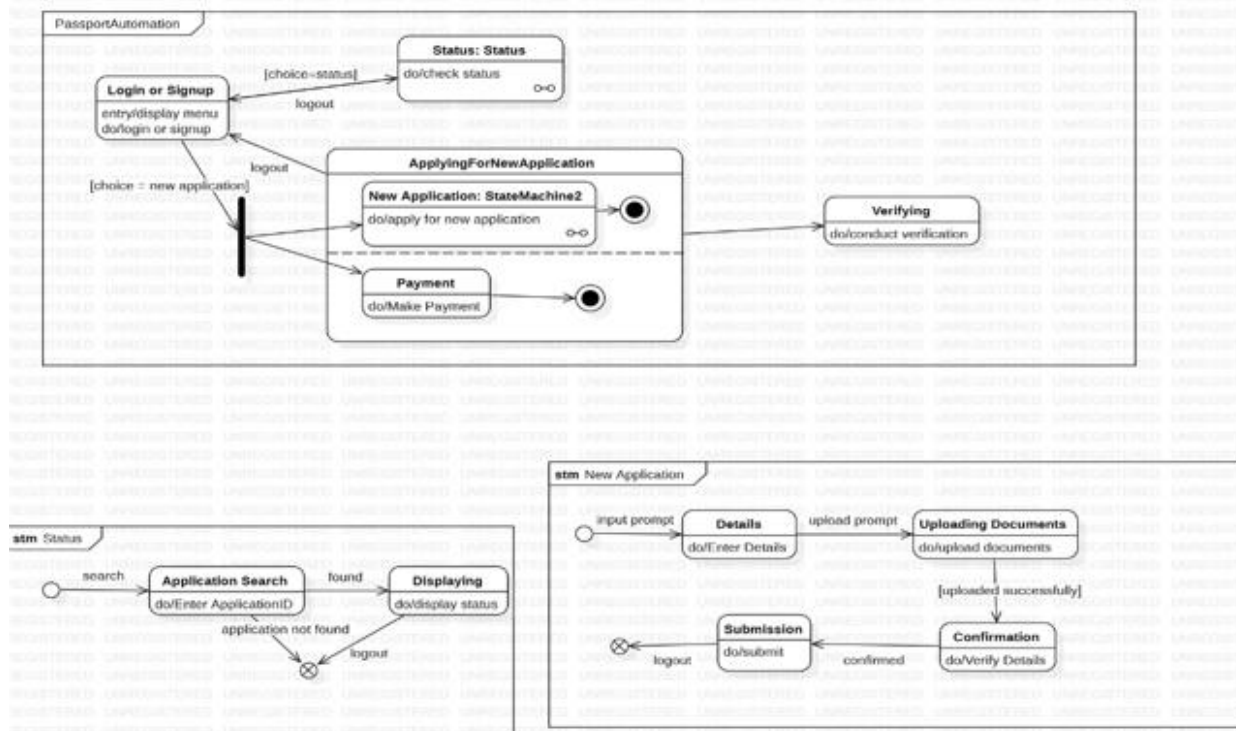 PassportAutomation
Status: Status
do/check status
[choice=status]
logout
Login or Signup
entry/display menu
do/login or signup
logout
[choice = new application]
ApplyingForNewApplication
New Application: StateMachine2
do/apply for new application
Payment
do/Make Payment
Verifying
do/conduct verification
stm New Application
input prompt
Details
do/Enter Details
upload prompt
Uploading Documents
do/upload documents
[uploaded successfully]
Confirmation
do/Verify Details
confirmed
Submission
do/submit
logout
stm Status
search
Application Search
do/Enter ApplicationID
found
Displaying
do/display status
application not found
logout
UNREGISTERED